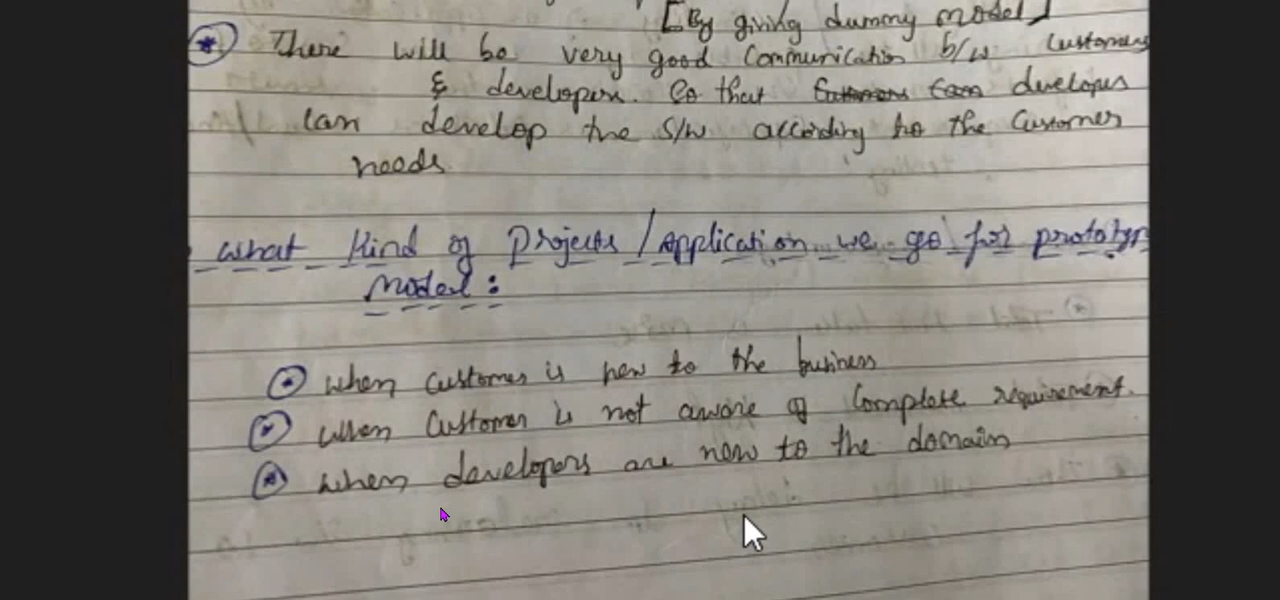 [By giving dummy model]
There will be very good Communication b/w Customers
& developers. So that developers
can develop the S/W according to the Customer
needs.
What Kind of Projects / Application we go for prototype
Model :
when customer is new to the business
when Customer is not aware of Complete requirement.
when developers are new to the domain